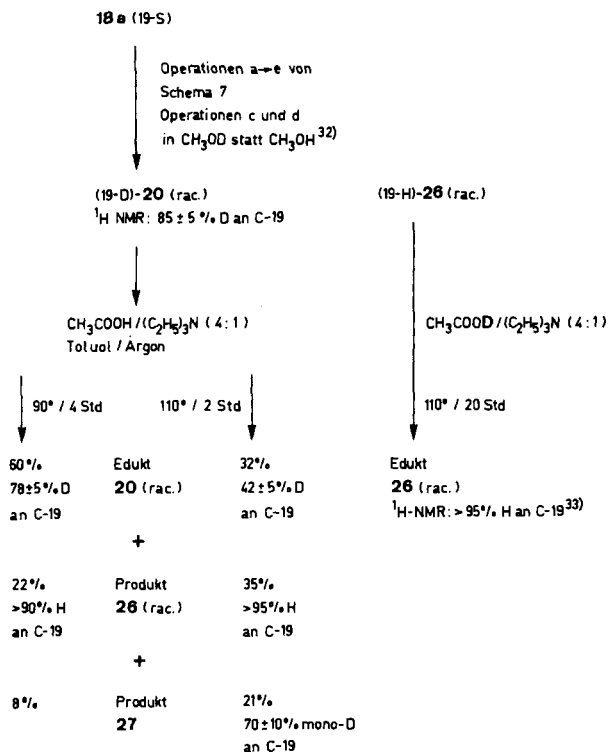 18a (19-S)
Operationen a→e von
Schema 7
Operationen c und d
in CH₃OD statt CH₃OH³²⁾
(19-D)-20 (rac.)
¹H NMR: 85 ± 5 % D an C-19
(19-H)-26 (rac.)
CH₃COOH/(C₂H₅)₃N (4:1)
Toluol / Argon
CH₃COOD/(C₂H₅)₃N (4:1)
90° / 4 Std
110° / 2 Std
110° / 20 Std
60% Edukt 32% Edukt
78±5% D 20 (rac.) 42±5% D 26 (rac.)
an C-19 an C-19 ¹H-NMR: > 95% H an C-19³³⁾
+
22% Produkt 35%
>90% H 26 (rac.) >95% H
an C-19 an C-19
+
8% Produkt 21%
27 70±10% mono-D
an C-19